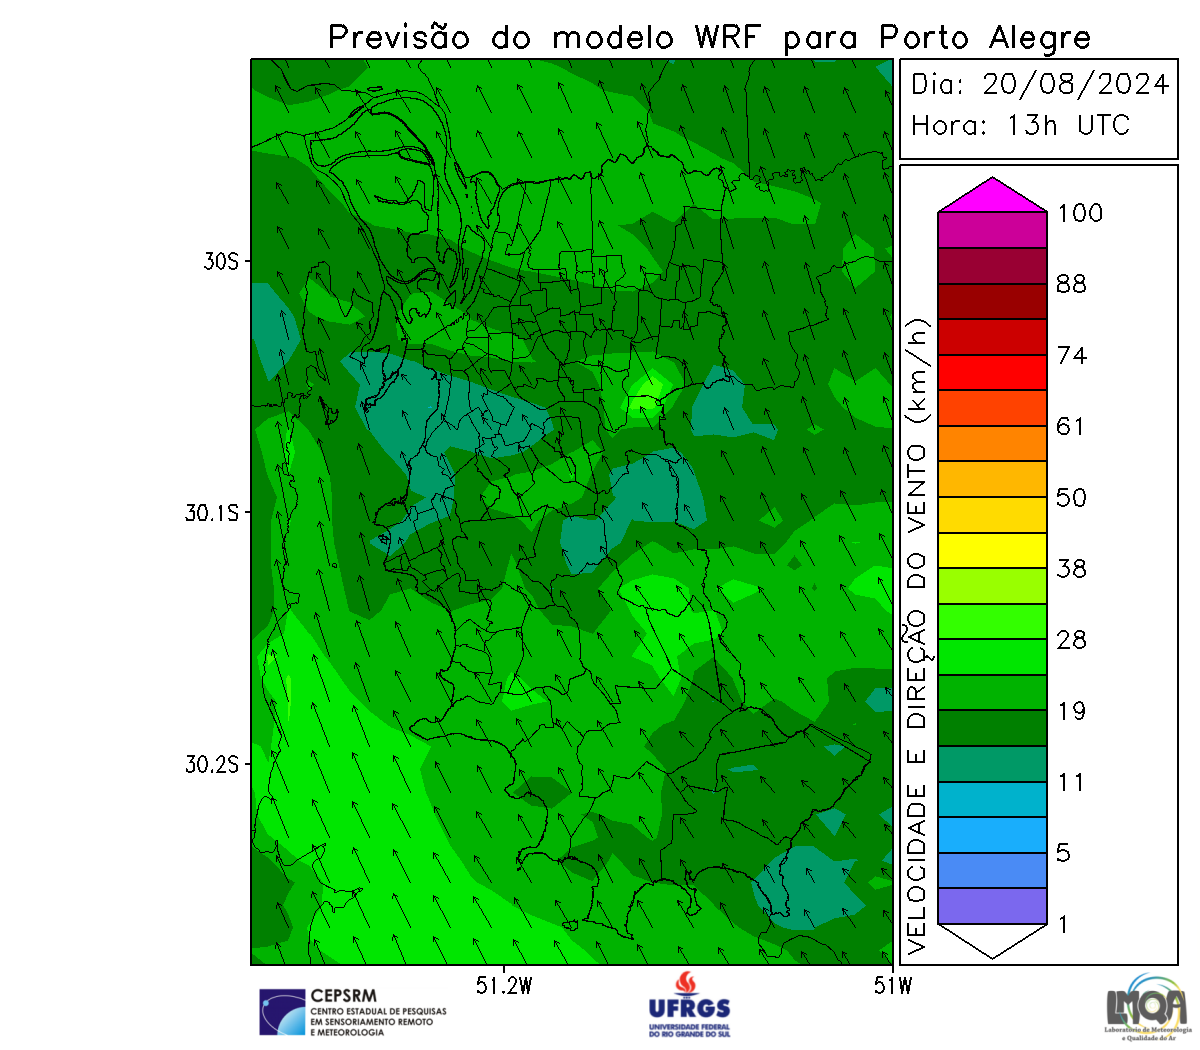 Previsão do modelo WRF para Porto Alegre
Dia: 20/08/2024
Hora: 13h UTC
30S
30.1S
30.2S
51.2W
51W
VELOCIDADE E DIREÇÃO DO VENTO (km/h)
100
88
74
61
50
38
28
19
11
5
1
CEPSRM
CENTRO ESTADUAL DE PESQUISAS
EM SENSORIAMENTO REMOTO
E METEOROLOGIA
UFRGS
UNIVERSIDADE FEDERAL
DO RIO GRANDE DO SUL
LMQA
Laboratório de Meteorologia
e Qualidade do Ar